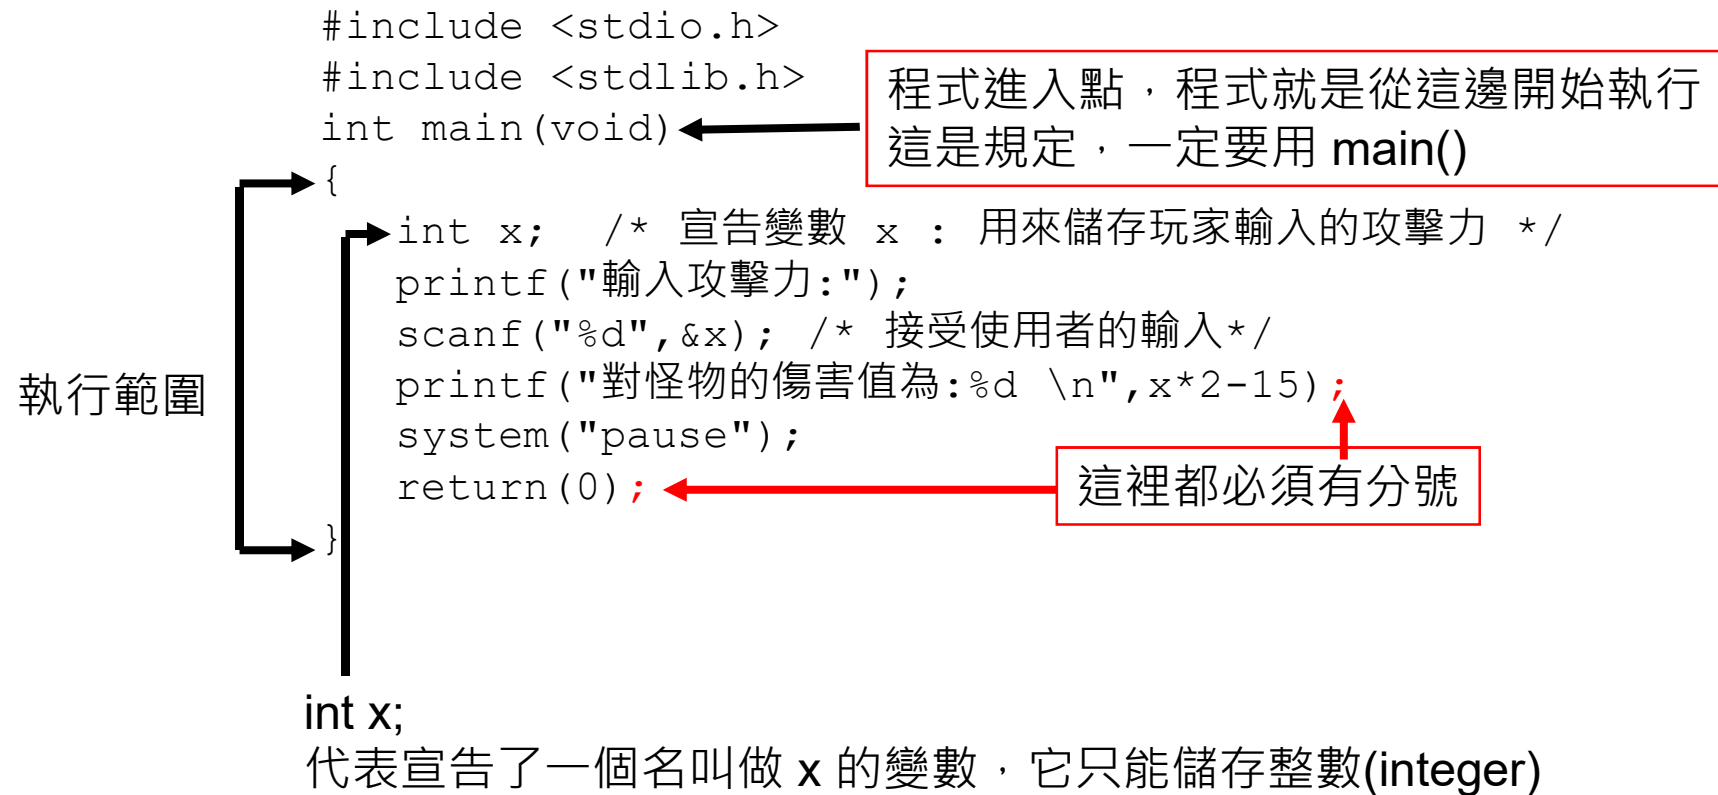 #include <stdio.h>
#include <stdlib.h>
int main(void)
程式進入點，程式就是從這邊開始執行
這是規定，一定要用 main()
{
int x;  /* 宣告變數 x : 用來儲存玩家輸入的攻擊力 */
printf("輸入攻擊力:");
scanf("%d",&x); /* 接受使用者的輸入*/
執行範圍
printf("對怪物的傷害值為:%d \n",x*2-15);
system("pause");
return(0);
這裡都必須有分號
}
int x;
代表宣告了一個名叫做 x 的變數，它只能儲存整數(integer)